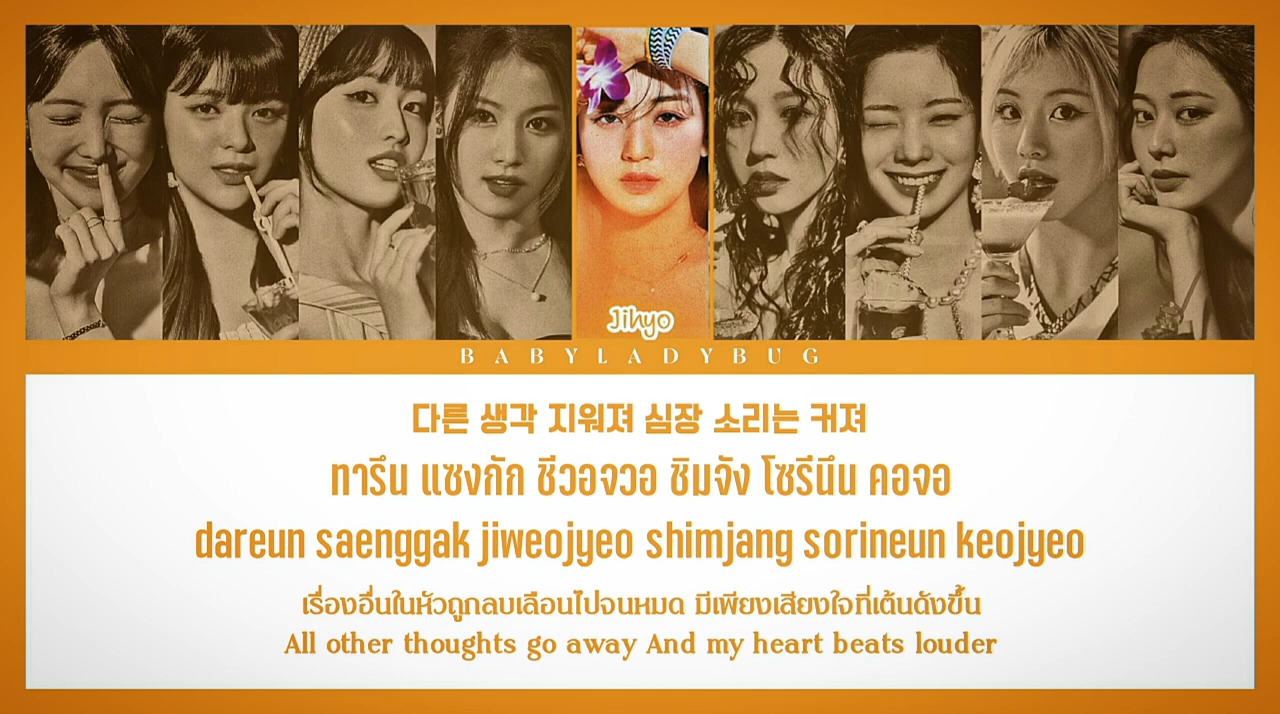 Jihyo
BABYLADYBUG
다른 생각 지워져 심장 소리는 커져
ทารึน แซงกัก ชีวอจวอ ชิมจัง โซรีนึน คอจอ
dareun saenggak jiweojyeo shimjang sorineun keojyeo
เรื่องอื่นในหัวถูกลบเลือนไปจนหมด มีเพียงเสียงใจที่เต้นดังขึ้น
All other thoughts go away And my heart beats louder